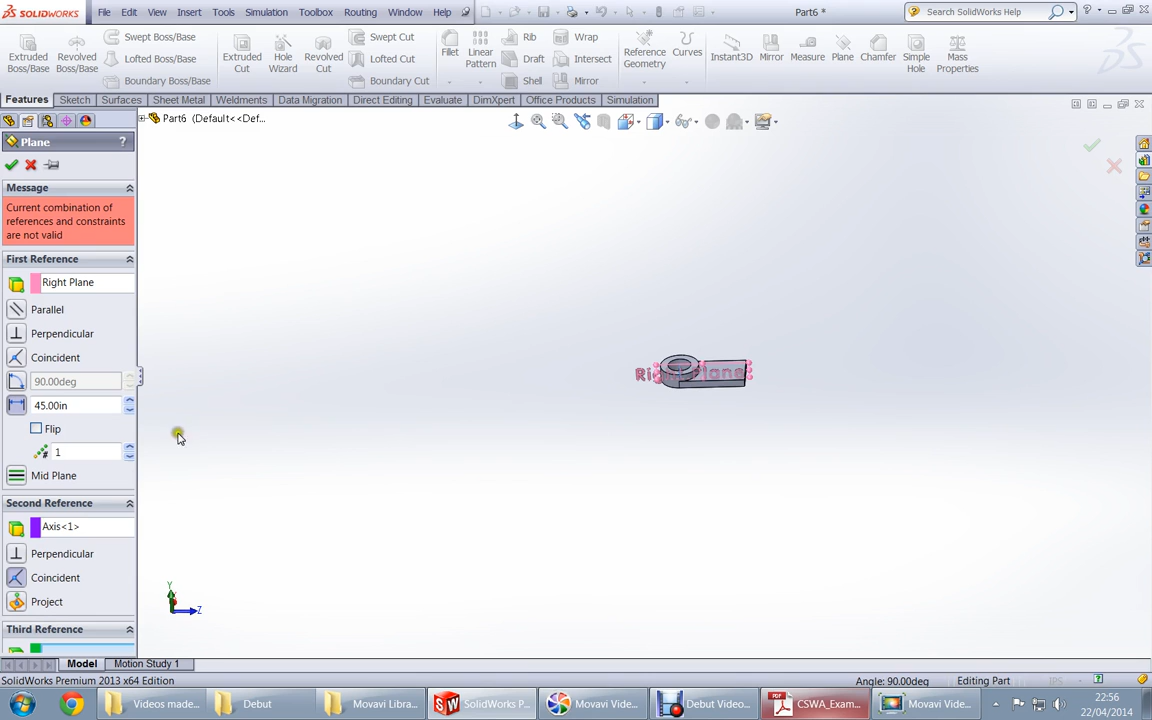 SOLIDWORKS File Edit View Insert Tools Simulation Toolbox Routing Window Help Part6 * Search SolidWorks Help
Extruded Boss/Base Revolved Boss/Base Swept Boss/Base Lofted Boss/Base Boundary Boss/Base Extruded Cut Hole Wizard Revolved Cut Swept Cut Lofted Cut Boundary Cut Fillet Linear Pattern Rib Draft Shell Wrap Intersect Mirror Reference Geometry Curves Instant3D Mirror Measure Plane Chamfer Simple Hole Mass Properties
Features Sketch Surfaces Sheet Metal Weldments Data Migration Direct Editing Evaluate DimXpert Office Products Simulation
Part6 (Default<<Def...
Plane ?
Message
Current combination of
references and constraints
are not valid
First Reference
Right Plane
Parallel
Perpendicular
Coincident
90.00deg
45.00in
Flip
1
Mid Plane
Second Reference
Axis<1>
Perpendicular
Coincident
Project
Third Reference
Right Plane
Y
Z
Model Motion Study 1
SolidWorks Premium 2013 x64 Edition Angle: 90.00deg Editing Part IPS
Videos made... Debut Movavi Libra... SolidWorks P... Movavi Vide... Debut Video... CSWA_Exam... Movavi Vide... 22:56
22/04/2014